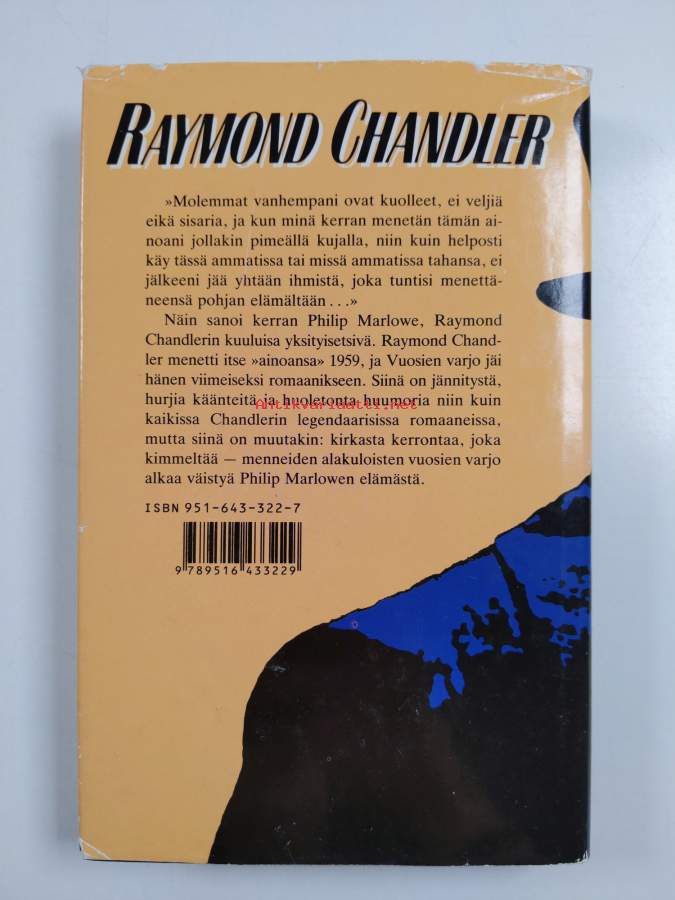 RAYMOND CHANDLER
»Molemmat vanhempani ovat kuolleet, ei veljiä
eikä sisaria, ja kun minä kerran menetän tämän ai-
noani jollakin pimeällä kujalla, niin kuin helposti
käy tässä ammatissa tai missä ammatissa tahansa, ei
jälkeeni jää yhtään ihmistä, joka tuntisi menettä-
neensä pohjan elämältään . . .»
Näin sanoi kerran Philip Marlowe, Raymond
Chandlerin kuuluisa yksityisetsivä. Raymond Chand-
ler menetti itse »ainoansa» 1959, ja Vuosien varjo jäi
hänen viimeiseksi romaanikseen. Siinä on jännitystä,
hurjia käänteitä ja huoletonta huumoria niin kuin
Antikvariaatti.net
kaikissa Chandlerin legendaarisissa romaaneissa,
mutta siinä on muutakin: kirkasta kerrontaa, joka
kimmeltää — menneiden alakuloisten vuosien varjo
alkaa väistyä Philip Marlowen elämästä.
ISBN 951-643-322-7
9 789516 433229